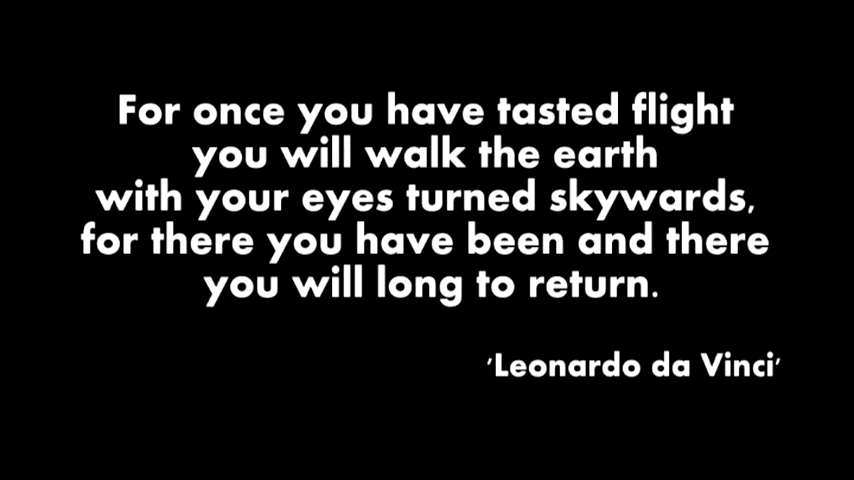 For once you have tasted flight
you will walk the earth
with your eyes turned skywards,
for there you have been and there
you will long to return.
'Leonardo da Vinci'